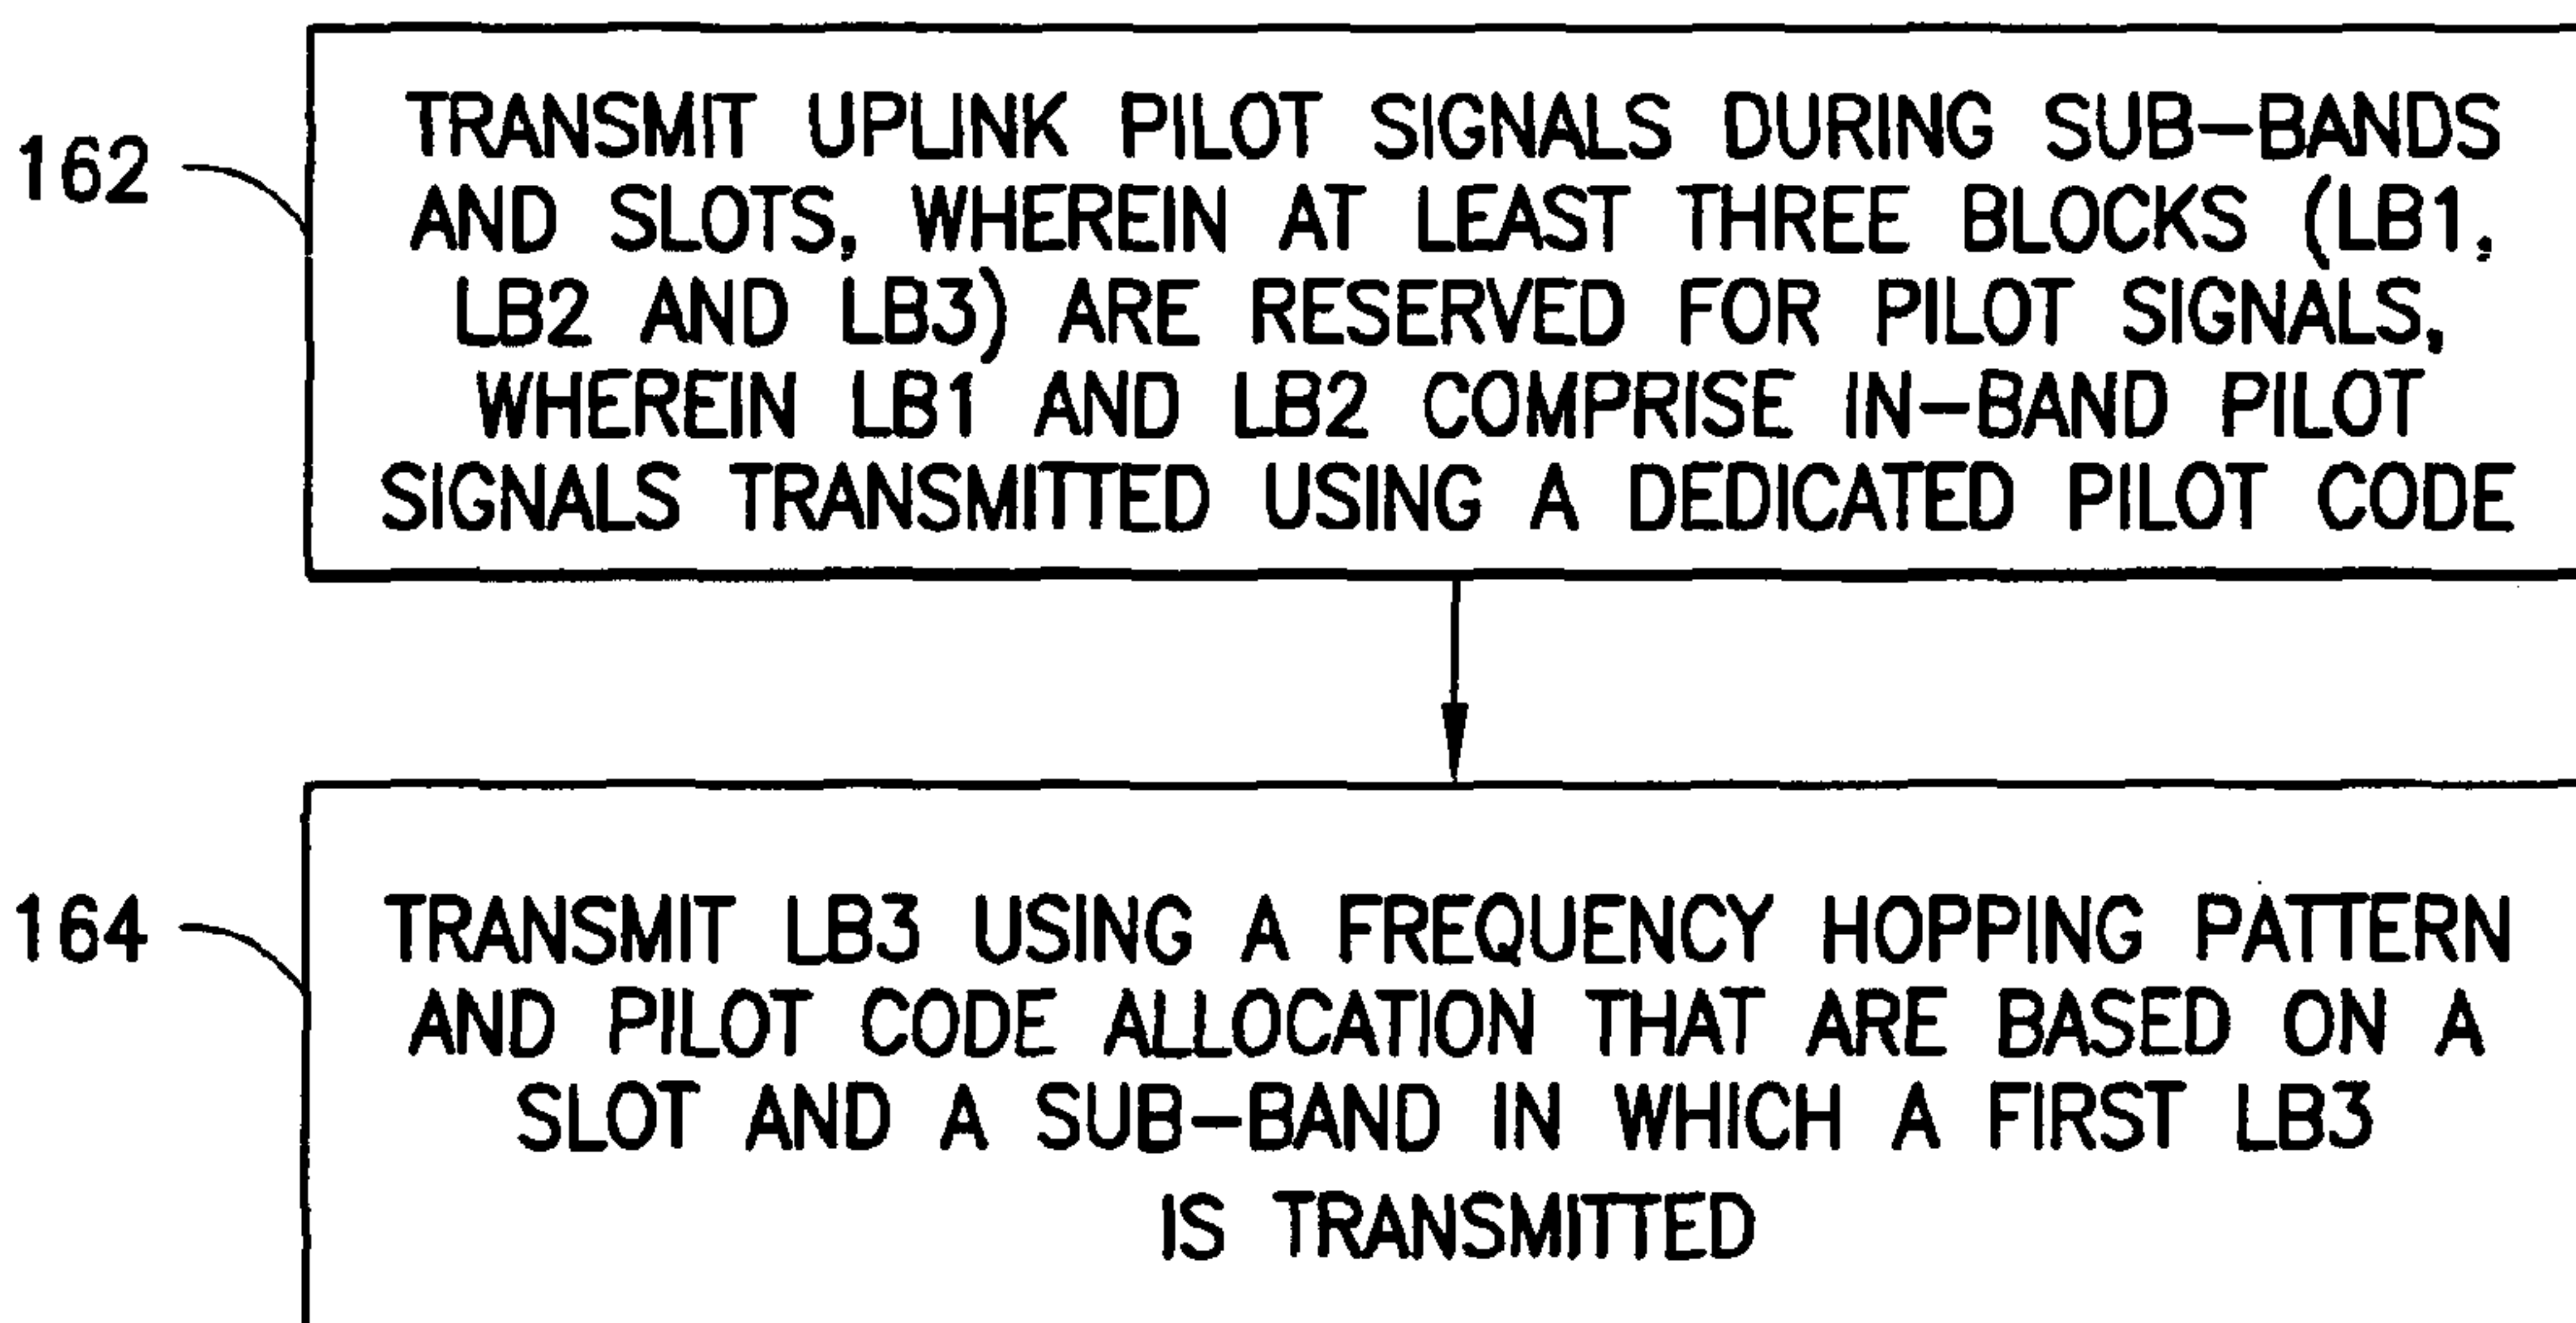 162
TRANSMIT UPLINK PILOT SIGNALS DURING SUB-BANDS
AND SLOTS, WHEREIN AT LEAST THREE BLOCKS (LB1,
LB2 AND LB3) ARE RESERVED FOR PILOT SIGNALS,
WHEREIN LB1 AND LB2 COMPRISE IN-BAND PILOT
SIGNALS TRANSMITTED USING A DEDICATED PILOT CODE
164
TRANSMIT LB3 USING A FREQUENCY HOPPING PATTERN
AND PILOT CODE ALLOCATION THAT ARE BASED ON A
SLOT AND A SUB-BAND IN WHICH A FIRST LB3
IS TRANSMITTED